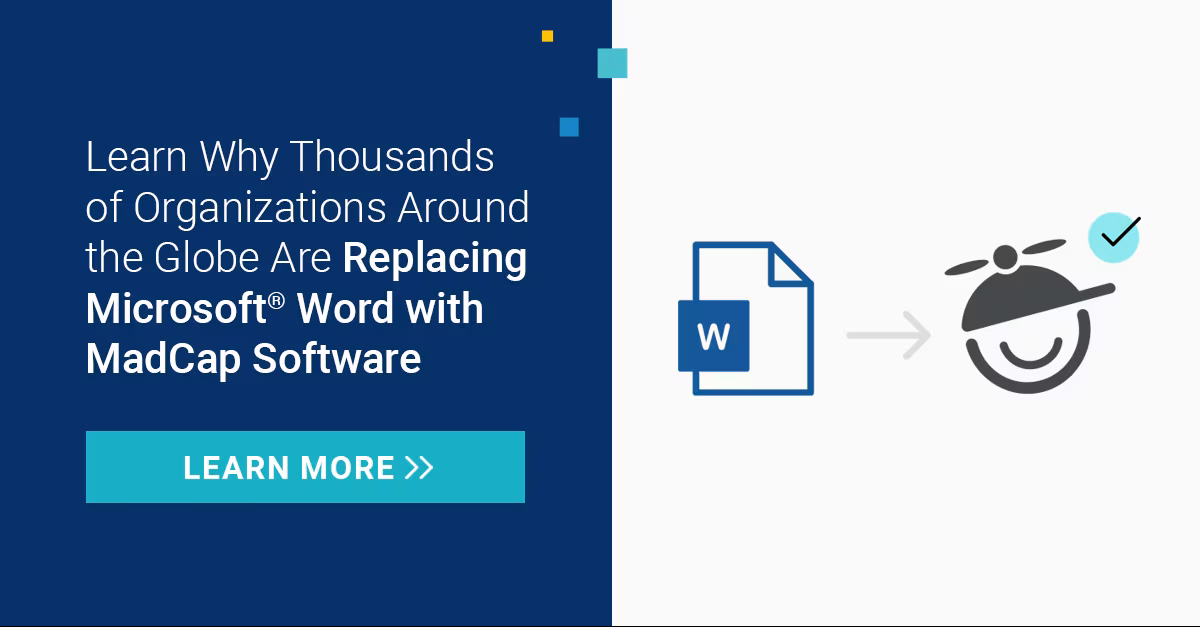 Learn Why Thousands
of Organizations Around
the Globe Are Replacing
Microsoft® Word with
MadCap Software
LEARN MORE
W